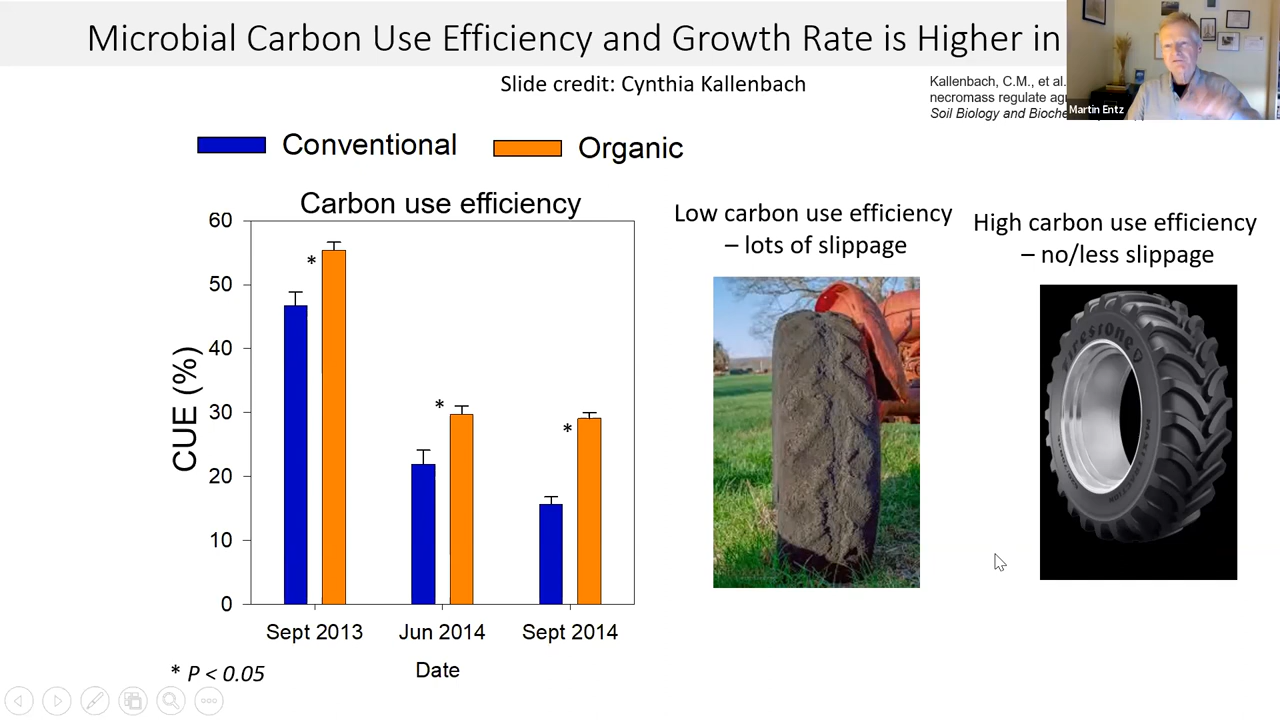 Microbial Carbon Use Efficiency and Growth Rate is Higher in
Slide credit: Cynthia Kallenbach
Kallenbach, C.M., et al.
necromass regulate
Soil Biology and
Martin Entz
Conventional
Organic
Carbon use efficiency
60
50
40
30
20
10
0
CUE (%)
*
*
*
Sept 2013
Jun 2014
Sept 2014
Date
* P < 0.05
Low carbon use efficiency
– lots of slippage
High carbon use efficiency
– no/less slippage
Firestone